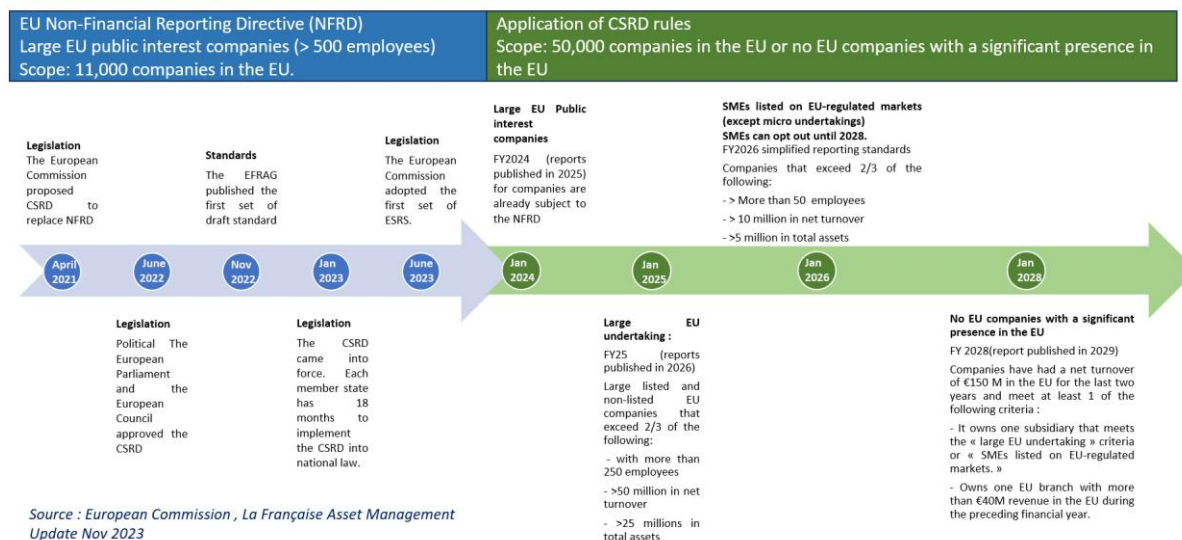 EU Non-Financial Reporting Directive (NFRD)
Large EU public interest companies (> 500 employees)
Scope: 11,000 companies in the EU.
Application of CSRD rules
Scope: 50,000 companies in the EU or no EU companies with a significant presence in
the EU
Legislation
The European
Commission
proposed
CSRD to
replace NFRD
Standards
The EFRAG
published the
first set of
draft standard
Legislation
The European
Commission
adopted the
first set of
ESRS.
Large EU Public
interest
companies
FY2024 (reports
published in 2025)
for companies are
already subject to
the NFRD
SMEs listed on EU-regulated markets
(except micro undertakings)
SMEs can opt out until 2028.
FY2026 simplified reporting standards
Companies that exceed 2/3 of the
following:
- > More than 50 employees
- > 10 million in net turnover
- >5 million in total assets
April
2021
June
2022
Nov
2022
Jan
2023
June
2023
Jan
2024
Jan
2025
Jan
2026
Jan
2028
Legislation
Political The
European
Parliament
and the
European
Council
approved the
CSRD
Legislation
The CSRD
came into
force. Each
member state
has 18
months to
implement
the CSRD into
national law.
Large EU
undertaking :
FY25 (reports
published in 2026)
Large listed and
non-listed EU
companies that
exceed 2/3 of the
following:
- with more than
250 employees
- >50 million in net
turnover
- >25 millions in
total assets
No EU companies with a significant
presence in the EU
FY 2028(report published in 2029)
Companies have had a net turnover
of €150 M in the EU for the last two
years and meet at least 1 of the
following criteria :
- It owns one subsidiary that meets
the « large EU undertaking » criteria
or « SMEs listed on EU-regulated
markets. »
- Owns one EU branch with more
than €40M revenue in the EU during
the preceding financial year.
Source : European Commission , La Française Asset Management
Update Nov 2023